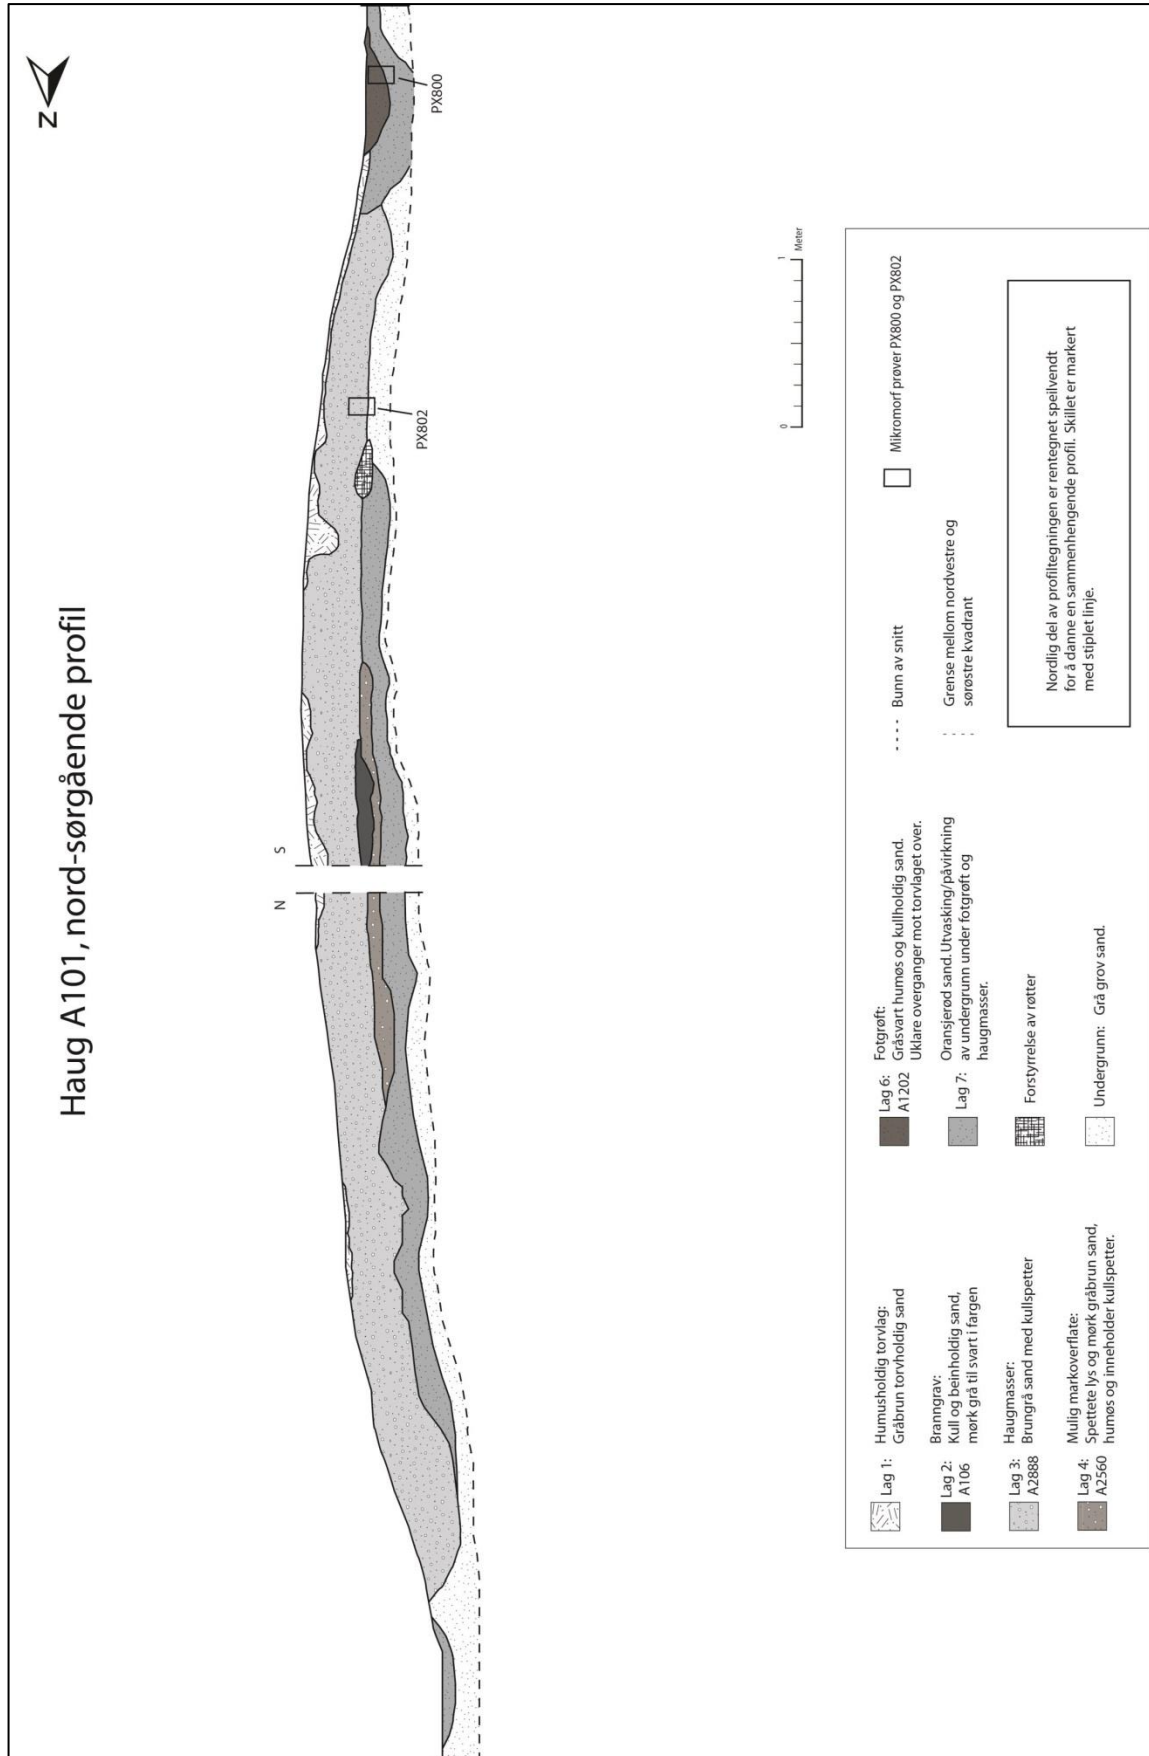 Haug A101, nord-sørgående profil
Z
N
S
PX802
PX800
0
1
Meter
Lag 1:
Humusholdig torvlag:
Gråbrun torvholdig sand
Lag 2:
A106
Branngrav:
Kull og beinholdig sand,
mørk grå til svart i fargen
Lag 3:
A2888
Haugmasser:
Brungrå sand med kullspetter
Lag 4:
A2560
Mulig markoverflate:
Spettete lys og mørk gråbrun sand,
humøs og inneholder kullspetter.
Lag 6:
A1202
Fotgrøft:
Gråsvart humøs og kullholdig sand.
Uklare overganger mot torvlaget over.
Lag 7:
Oransjerød sand. Utvasking/påvirkning
av undergrunn under fotgrøft og
haugmasser.
Forstyrrelse av røtter
Undergrunn: Grå grov sand.
Bunn av snitt
Grense mellom nordvestre og
sørøstre kvadrant
Mikromorf prøver PX800 og PX802
Nordlig del av profiltegningen er rentegnet speilvendt
for å danne en sammenhengende profil. Skillet er markert
med stiplet linje.